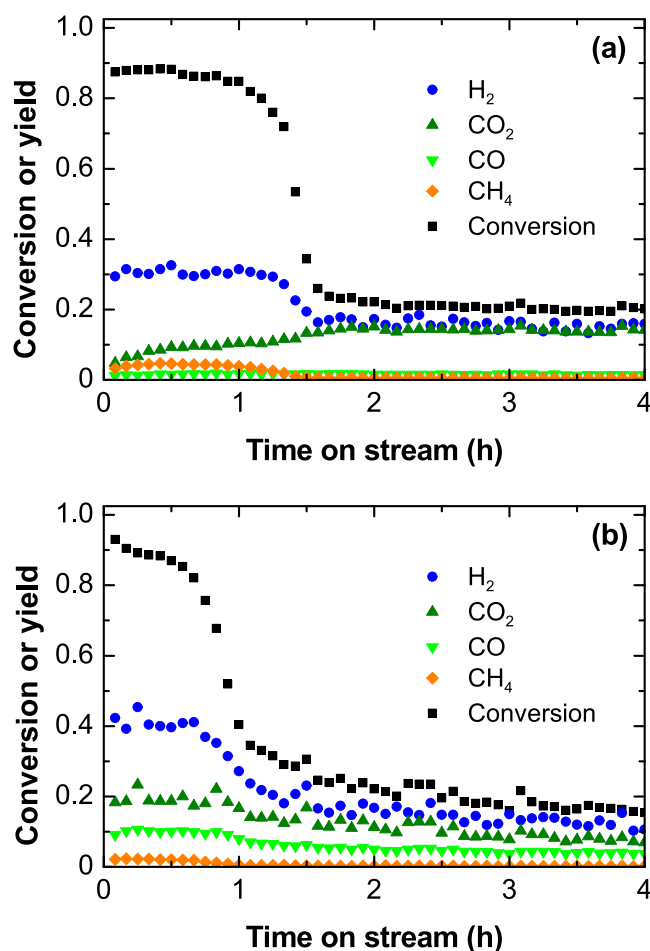 (a)
Conversion or yield
1.0
0.8
0.6
0.4
0.2
0
H₂
CO₂
CO
CH₄
Conversion
0 1 2 3 4
Time on stream (h)
(b)
Conversion or yield
1.0
0.8
0.6
0.4
0.2
0
H₂
CO₂
CO
CH₄
Conversion
0 1 2 3 4
Time on stream (h)